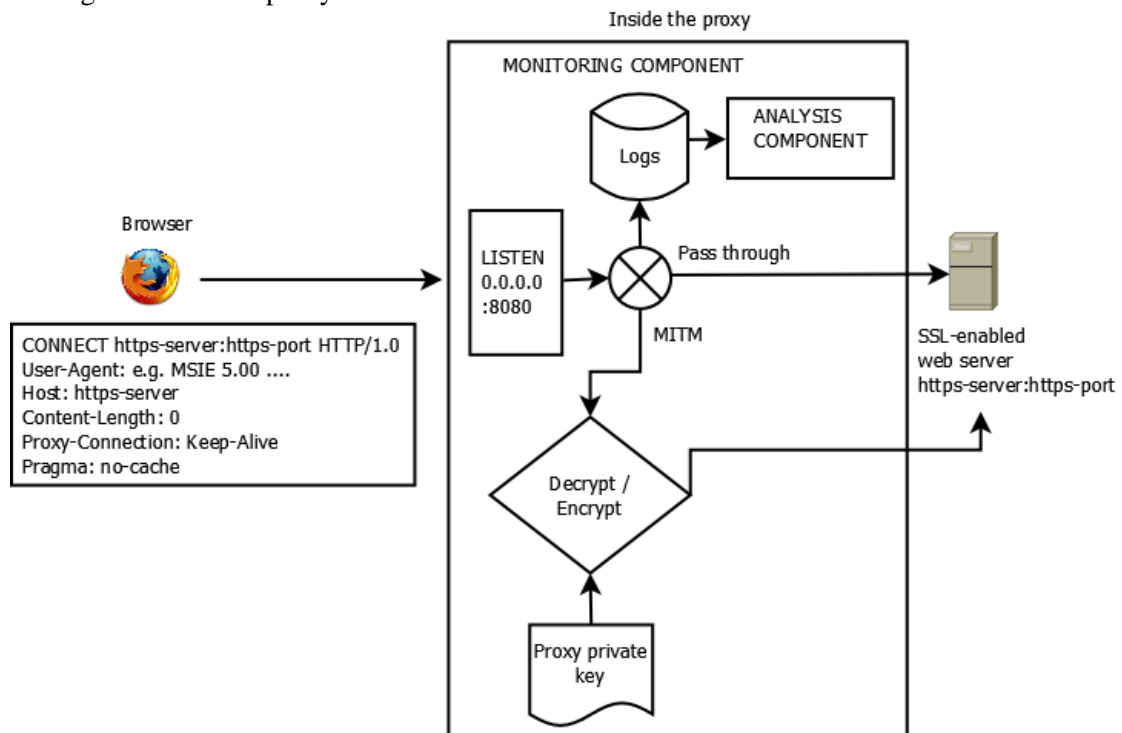 Inside the proxy
MONITORING COMPONENT
ANALYSIS
COMPONENT
Logs
Browser
LISTEN
0.0.0.0
:8080
Pass through
MITM
CONNECT https-server:https-port HTTP/1.0
User-Agent: e.g. MSIE 5.00 ....
Host: https-server
Content-Length: 0
Proxy-Connection: Keep-Alive
Pragma: no-cache
SSL-enabled
web server
https-server:https-port
Decrypt /
Encrypt
Proxy private
key